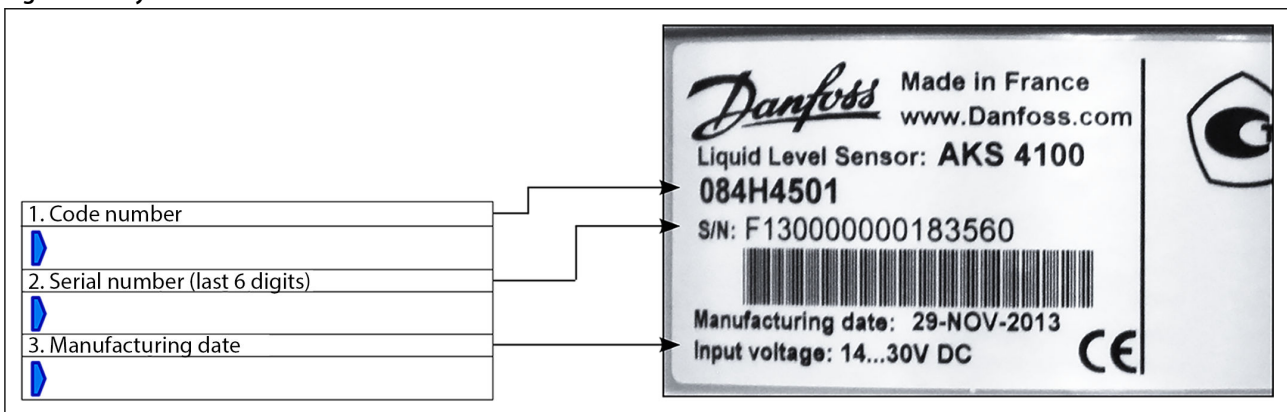 1. Code number
2. Serial number (last 6 digits)
3. Manufacturing date
Danfoss
Made in France
www.Danfoss.com
Liquid Level Sensor: AKS 4100
084H4501
S/N: F130000000183560
Manufacturing date: 29-NOV-2013
Input voltage: 14...30V DC
CE